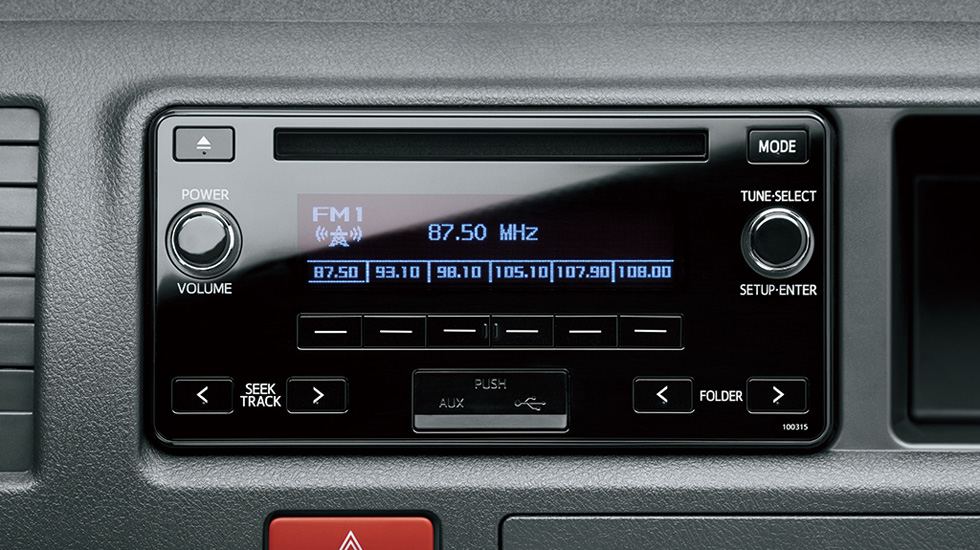 MODE
POWER
TUNE·SELECT
FM1
87.50 MHz
87.50 93.10 98.10 105.10 107.90 108.00
VOLUME
SETUP·ENTER
PUSH
SEEK
TRACK
AUX
FOLDER
100315